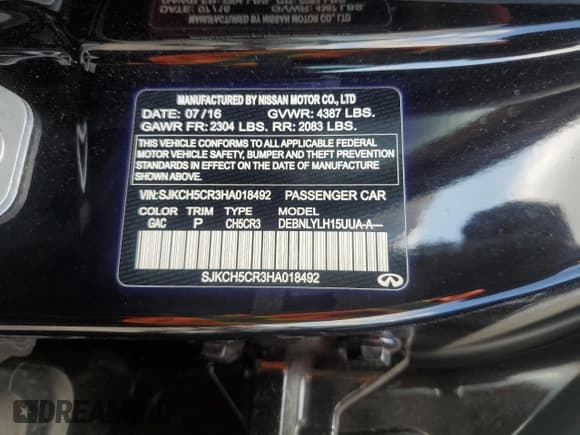 MANUFACTURED BY NISSAN MOTOR CO., LTD
DATE: 07/16 GVWR: 4387 LBS.
GAWR FR: 2304 LBS. RR: 2083 LBS.
THIS VEHICLE CONFORMS TO ALL APPLICABLE FEDERAL
MOTOR VEHICLE SAFETY, BUMPER AND THEFT PREVENTION
STANDARDS IN EFFECT ON THE DATE OF MANUFACTURE
SHOWN ABOVE.
VIN: SJKCH5CR3HA018492 PASSENGER CAR
COLOR TRIM TYPE MODEL
GAC P CH5CR3 DEBNLYLH15UUA-A—
SJKCH5CR3HA018492